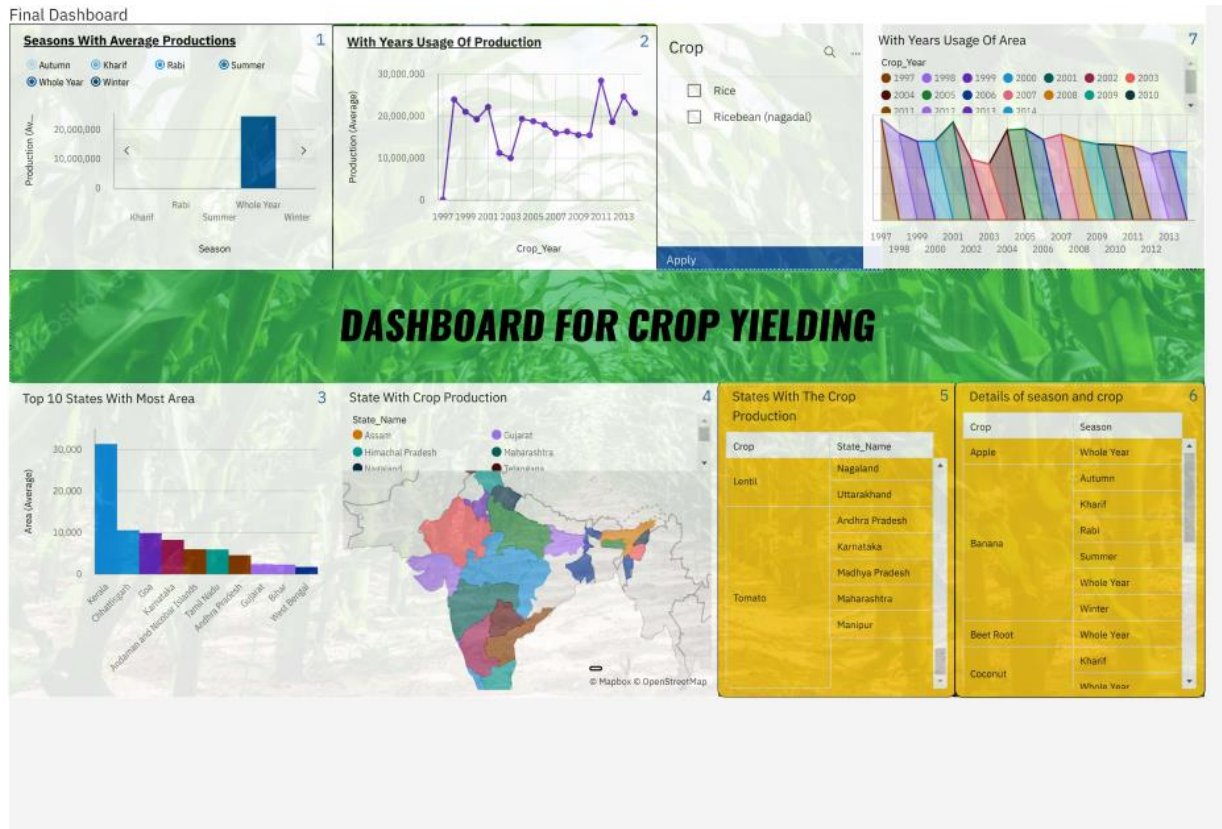 Final Dashboard
Seasons With Average Productions 1
Autumn Kharif Rabi Summer
Whole Year Winter
Production (Av...
20,000,000
10,000,000
0
Rabi Whole Year
Kharif Summer Winter
Season
With Years Usage Of Production 2
Production (Average)
30,000,000
20,000,000
10,000,000
0
1997 1999 2001 2003 2005 2007 2009 2011 2013
Crop_Year
Crop
Rice
Ricebean (nagadal)
Apply
With Years Usage Of Area 7
Crop_Year
1997 1998 1999 2000 2001 2002 2003
2004 2005 2006 2007 2008 2009 2010
2011 2012 2013 2014
1997 1999 2001 2003 2005 2007 2009 2011 2013
1998 2000 2002 2004 2006 2008 2010 2012
DASHBOARD FOR CROP YIELDING
Top 10 States With Most Area 3
Area (Average)
30,000
20,000
10,000
0
Kerala
Chhattisgarh
Goa
Karnataka
Andaman and Nicobar Islands
Tamil Nadu
Andhra Pradesh
Gujarat
Bihar
West Bengal
State With Crop Production 4
State_Name
Assam Gujarat
Himachal Pradesh Maharashtra
Nagaland Telangana
© Mapbox © OpenStreetMap
States With The Crop 5
Production
Crop State_Name
Lentil Nagaland
Uttarakhand
Tomato Andhra Pradesh
Karnataka
Madhya Pradesh
Maharashtra
Manipur
Details of season and crop 6
Crop Season
Apple Whole Year
Banana Autumn
Kharif
Rabi
Summer
Whole Year
Winter
Beet Root Whole Year
Coconut Kharif
Whole Year